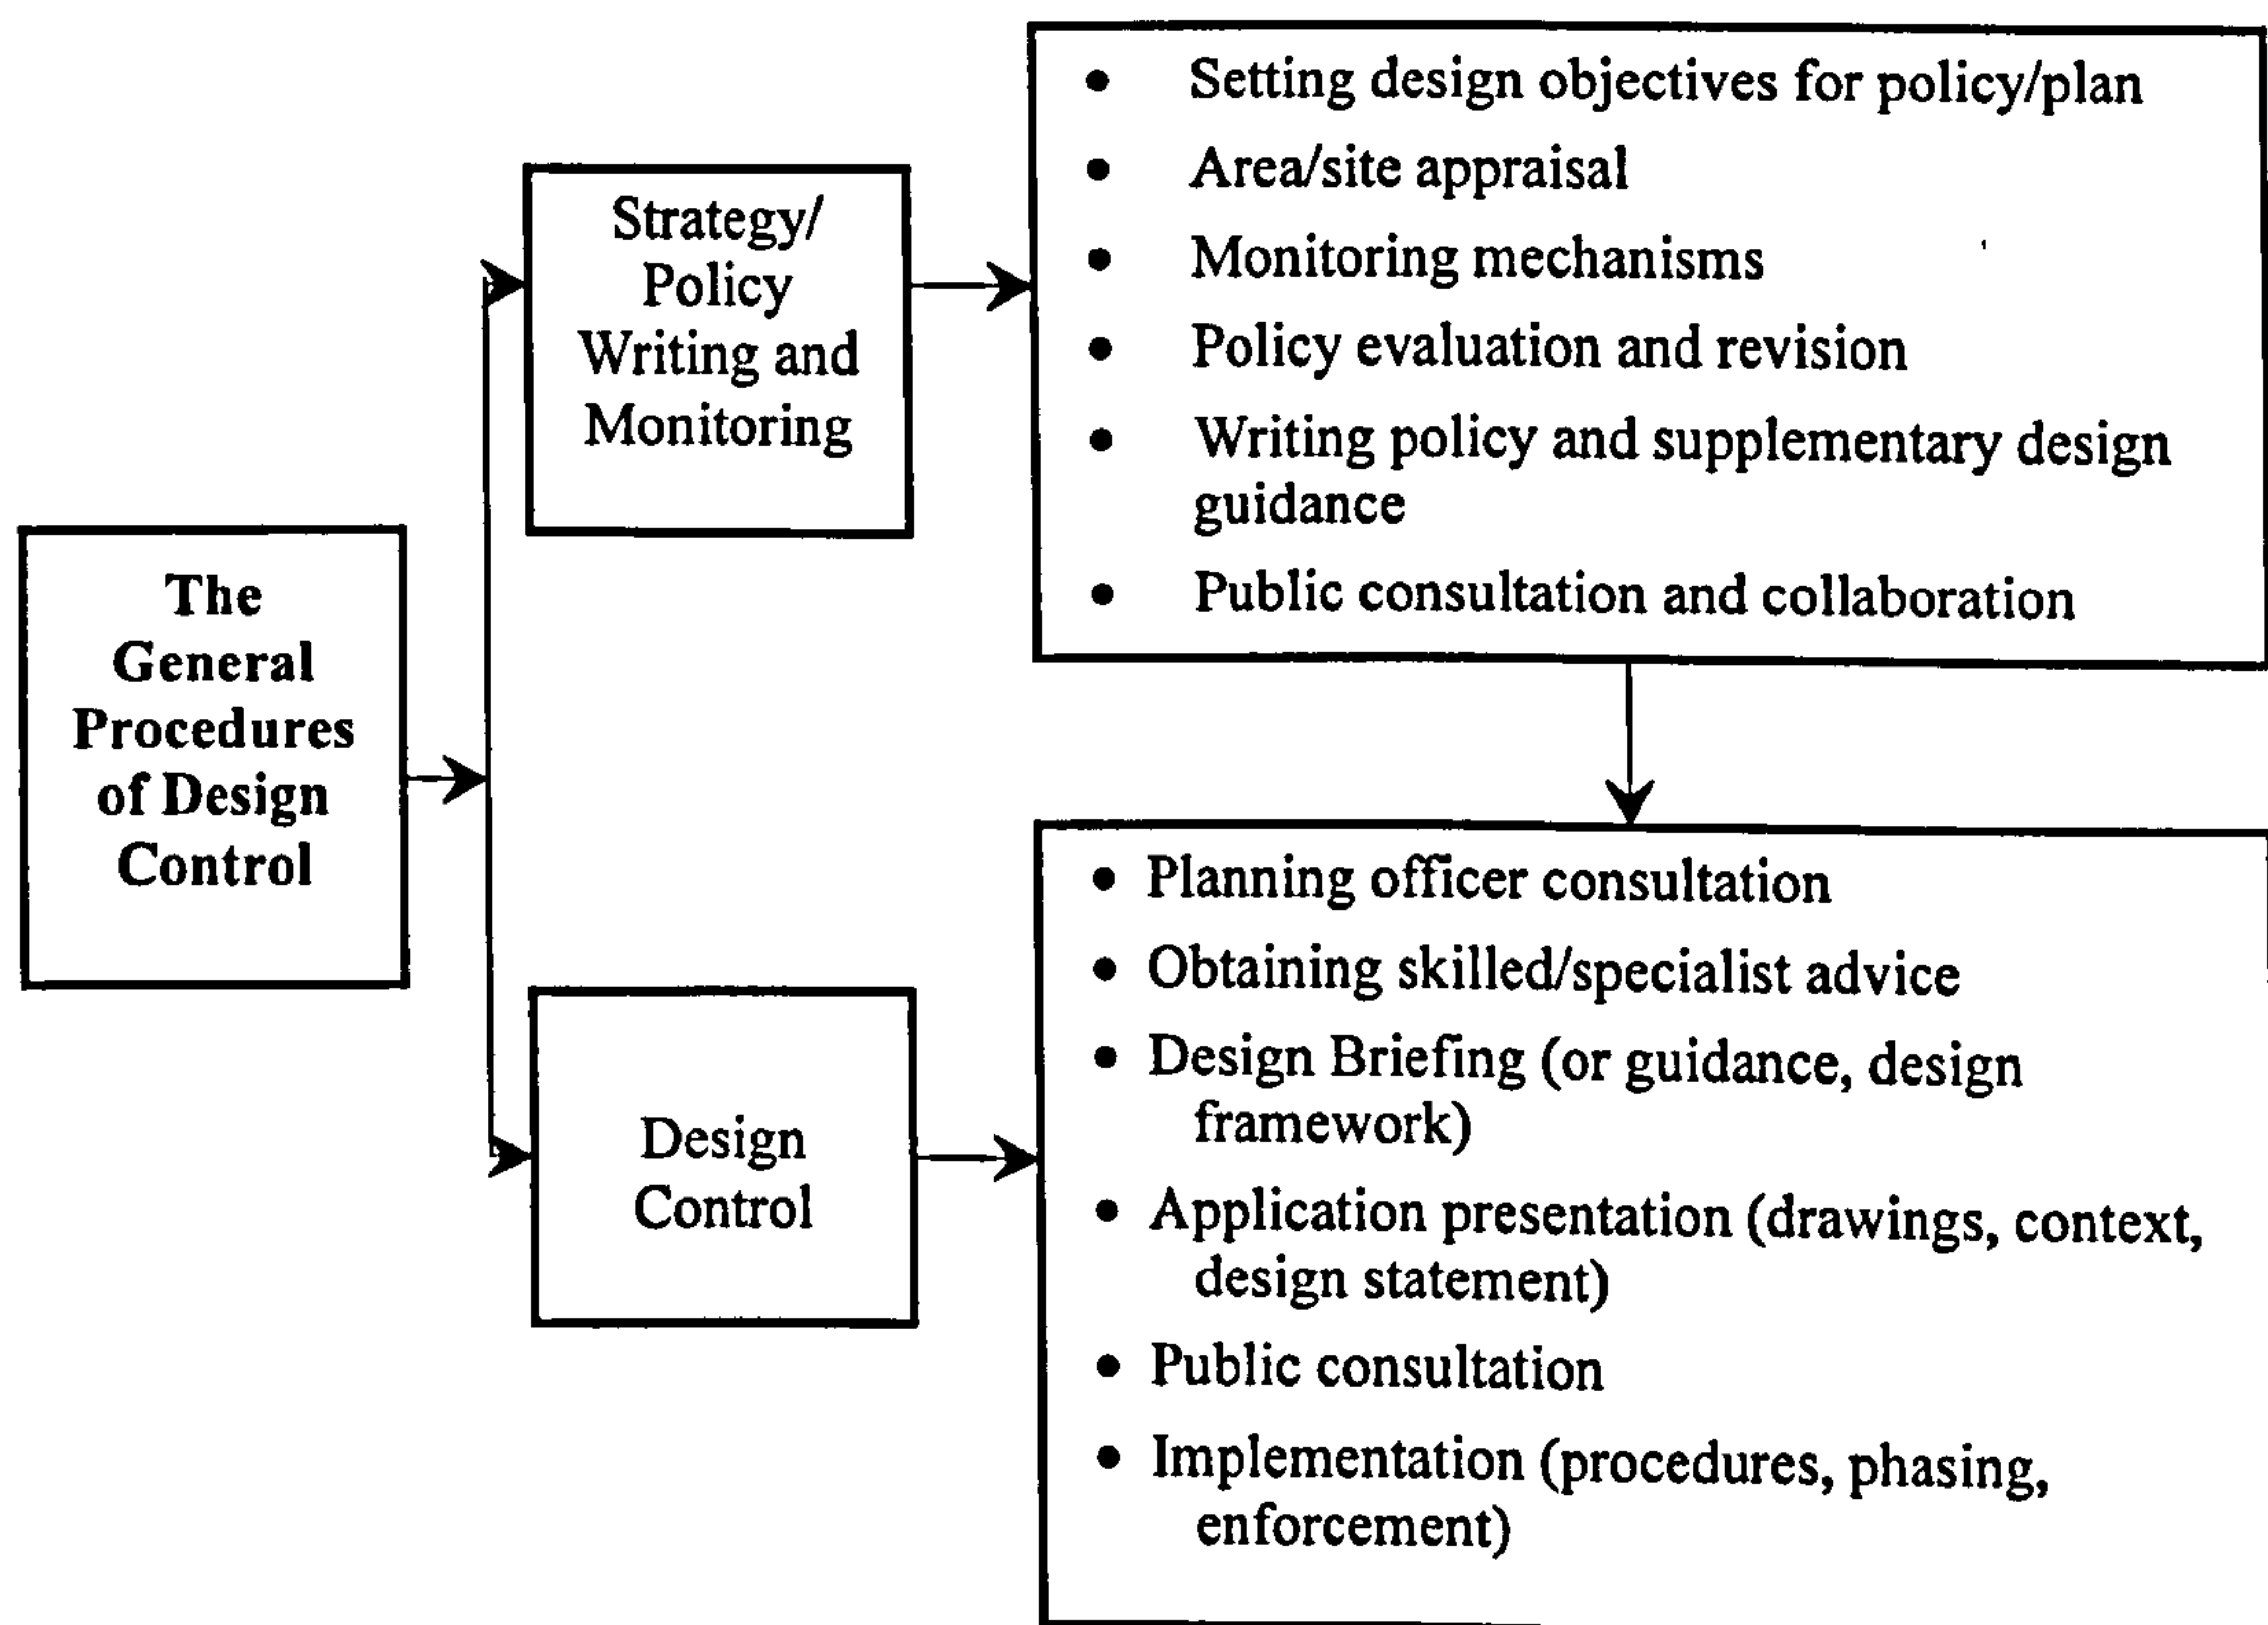 The
General
Procedures
of Design
Control
Strategy/
Policy
Writing and
Monitoring
• Setting design objectives for policy/plan
• Area/site appraisal
• Monitoring mechanisms
• Policy evaluation and revision
• Writing policy and supplementary design
guidance
• Public consultation and collaboration
Design
Control
• Planning officer consultation
• Obtaining skilled/specialist advice
• Design Briefing (or guidance, design
framework)
• Application presentation (drawings, context,
design statement)
• Public consultation
• Implementation (procedures, phasing,
enforcement)